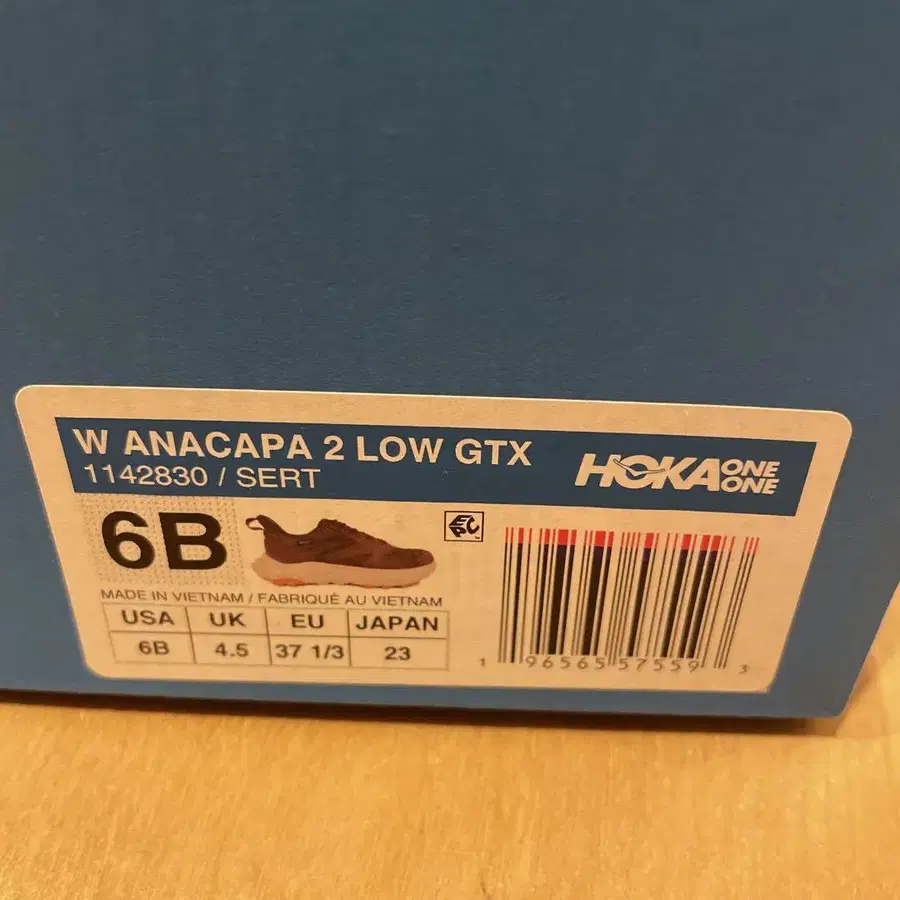 W ANACAPA 2 LOW GTX
1142830 / SERT
HOKA ONE ONE
6B
EPC
MADE IN VIETNAM / FABRIQUÉ AU VIETNAM
USA UK EU JAPAN
6B 4.5 37 1/3 23
1 96565 57559 3